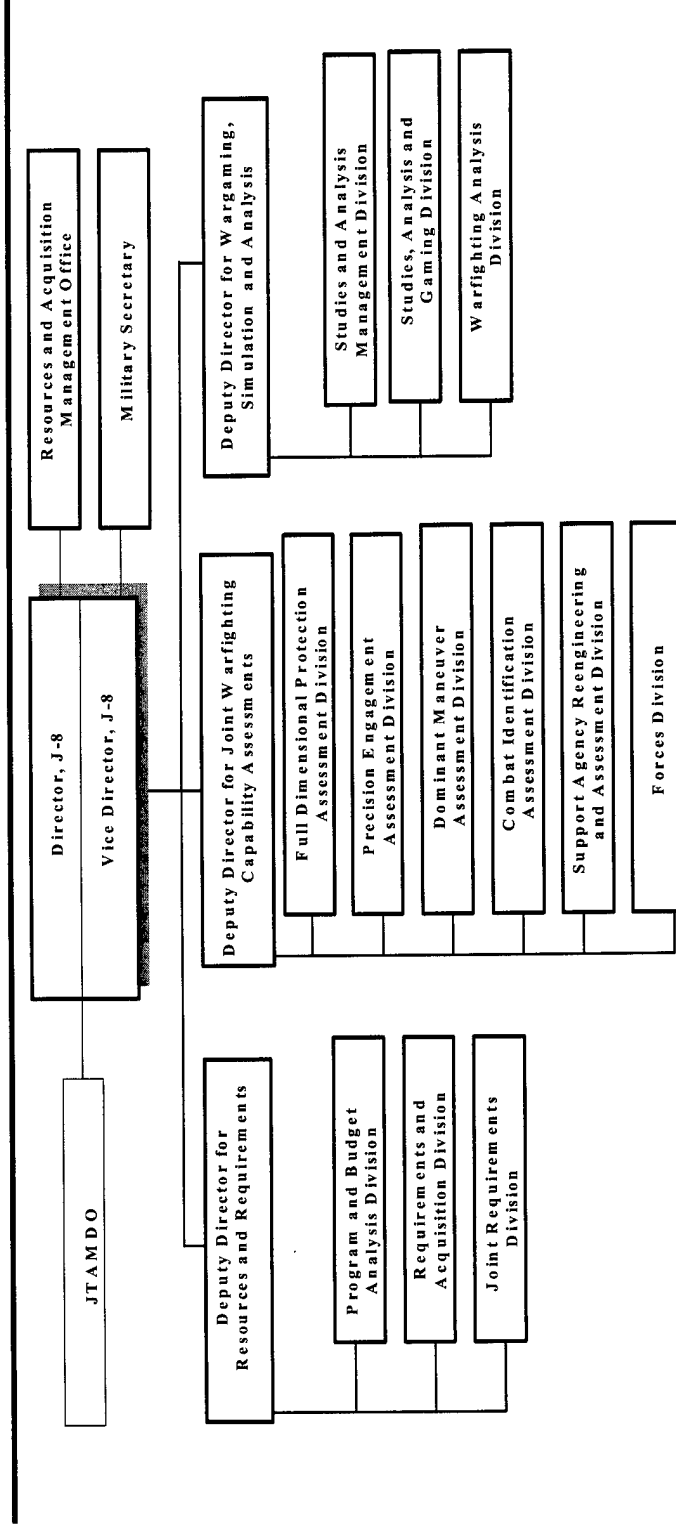 JTAMDO
Director, J-8
Vice Director, J-8
Resources and Acquisition
Management Office
Military Secretary
Deputy Director for
Resources and Requirements
Program and Budget
Analysis Division
Requirements and
Acquisition Division
Joint Requirements
Division
Deputy Director for Joint Warfighting
Capability Assessments
Full Dimensional Protection
Assessment Division
Precision Engagement
Assessment Division
Dominant Maneuver
Assessment Division
Combat Identification
Assessment Division
Support Agency Reengineering
and Assessment Division
Forces Division
Deputy Director for Wargaming,
Simulation and Analysis
Studies and Analysis
Management Division
Studies, Analysis and
Gaming Division
Warfighting Analysis
Division